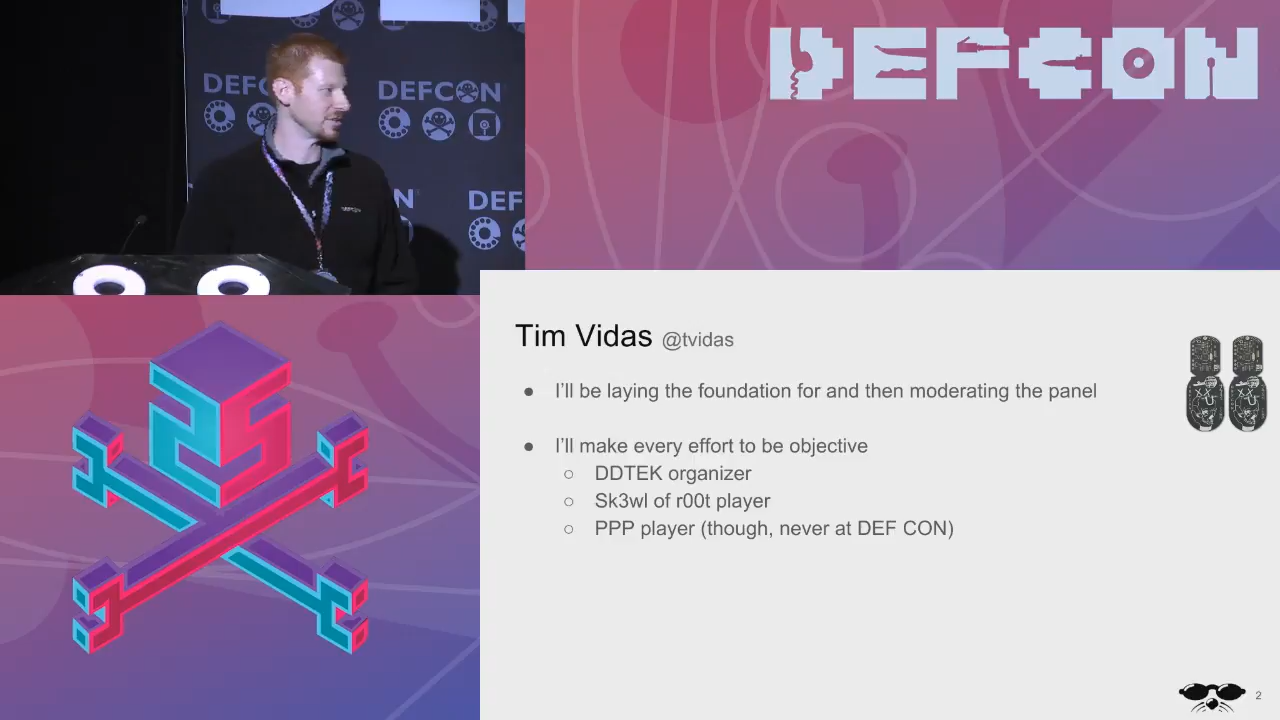 DEFCON
DEFC
DEFCON
N
DEF
Tim Vidas @tvidas
● I'll be laying the foundation for and then moderating the panel
● I'll make every effort to be objective
○ DDTEK organizer
○ Sk3wl of r00t player
○ PPP player (though, never at DEF CON)
25
2